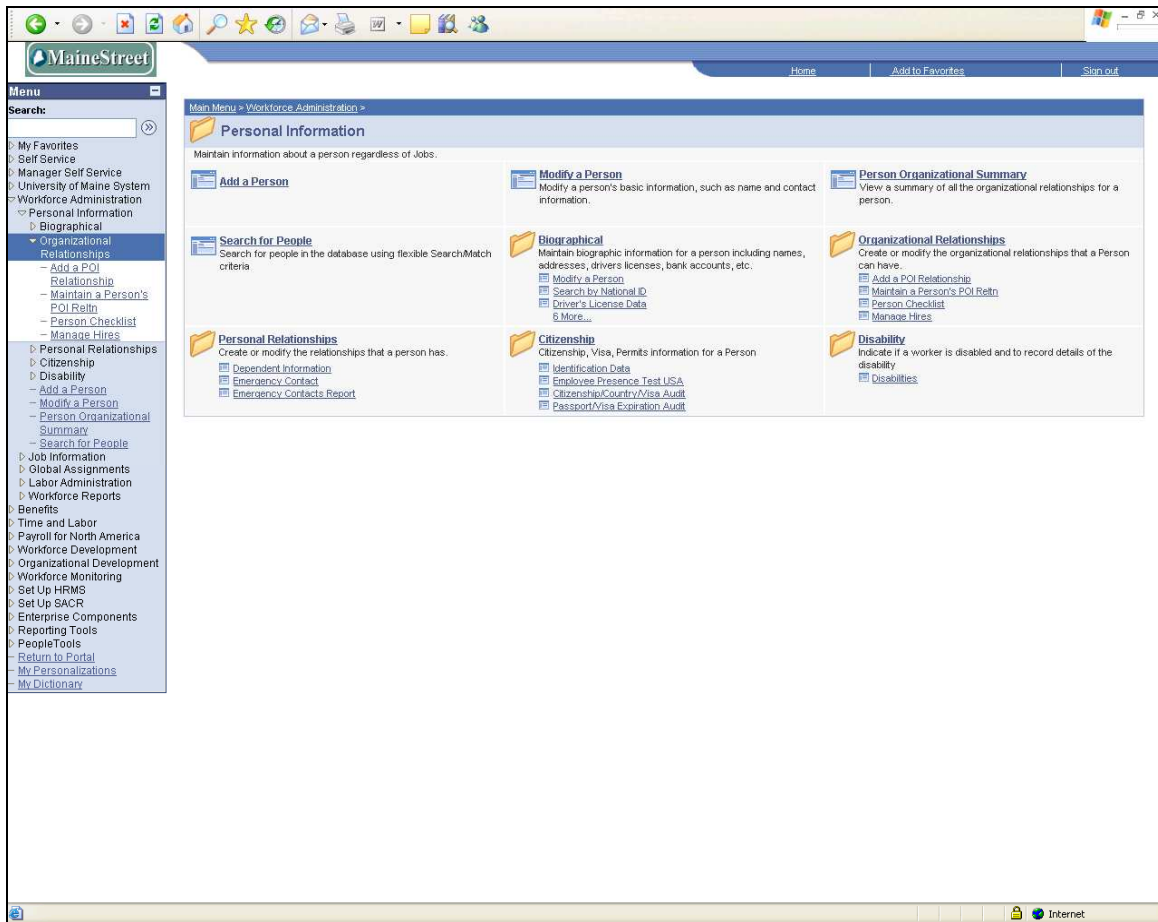 MaineStreet
Home
Add to Favorites
Sign out
Menu
Search:
My Favorites
Self Service
Manager Self Service
University of Maine System
Workforce Administration
Personal Information
Biographical
Organizational
Relationships
Add a POI
Relationship
Maintain a Person's
POI Reltn
Person Checklist
Manage Hires
Personal Relationships
Citizenship
Disability
Add a Person
Modify a Person
Person Organizational
Summary
Search for People
Job Information
Global Assignments
Labor Administration
Workforce Reports
Benefits
Time and Labor
Payroll for North America
Workforce Development
Organizational Development
Workforce Monitoring
Set Up HRMS
Set Up SACR
Enterprise Components
Reporting Tools
PeopleTools
Return to Portal
My Personalizations
My Dictionary
Main Menu > Workforce Administration >
Personal Information
Maintain information about a person regardless of Jobs.
Add a Person
Modify a Person
Modify a person's basic information, such as name and contact
information.
Person Organizational Summary
View a summary of all the organizational relationships for a
person.
Search for People
Search for people in the database using flexible Search/Match
criteria
Biographical
Maintain biographic information for a person including names,
addresses, drivers licenses, bank accounts, etc.
Modify a Person
Search by National ID
Driver's License Data
6 More...
Organizational Relationships
Create or modify the organizational relationships that a Person
can have.
Add a POI Relationship
Maintain a Person's POI Reltn
Person Checklist
Manage Hires
Personal Relationships
Create or modify the relationships that a person has.
Dependent Information
Emergency Contact
Emergency Contacts Report
Citizenship
Citizenship, Visa, Permits information for a Person
Identification Data
Employee Presence Test USA
Citizenship/Country/Visa Audit
Passport/Visa Expiration Audit
Disability
Indicate if a worker is disabled and to record details of the
disability
Disabilities
Internet